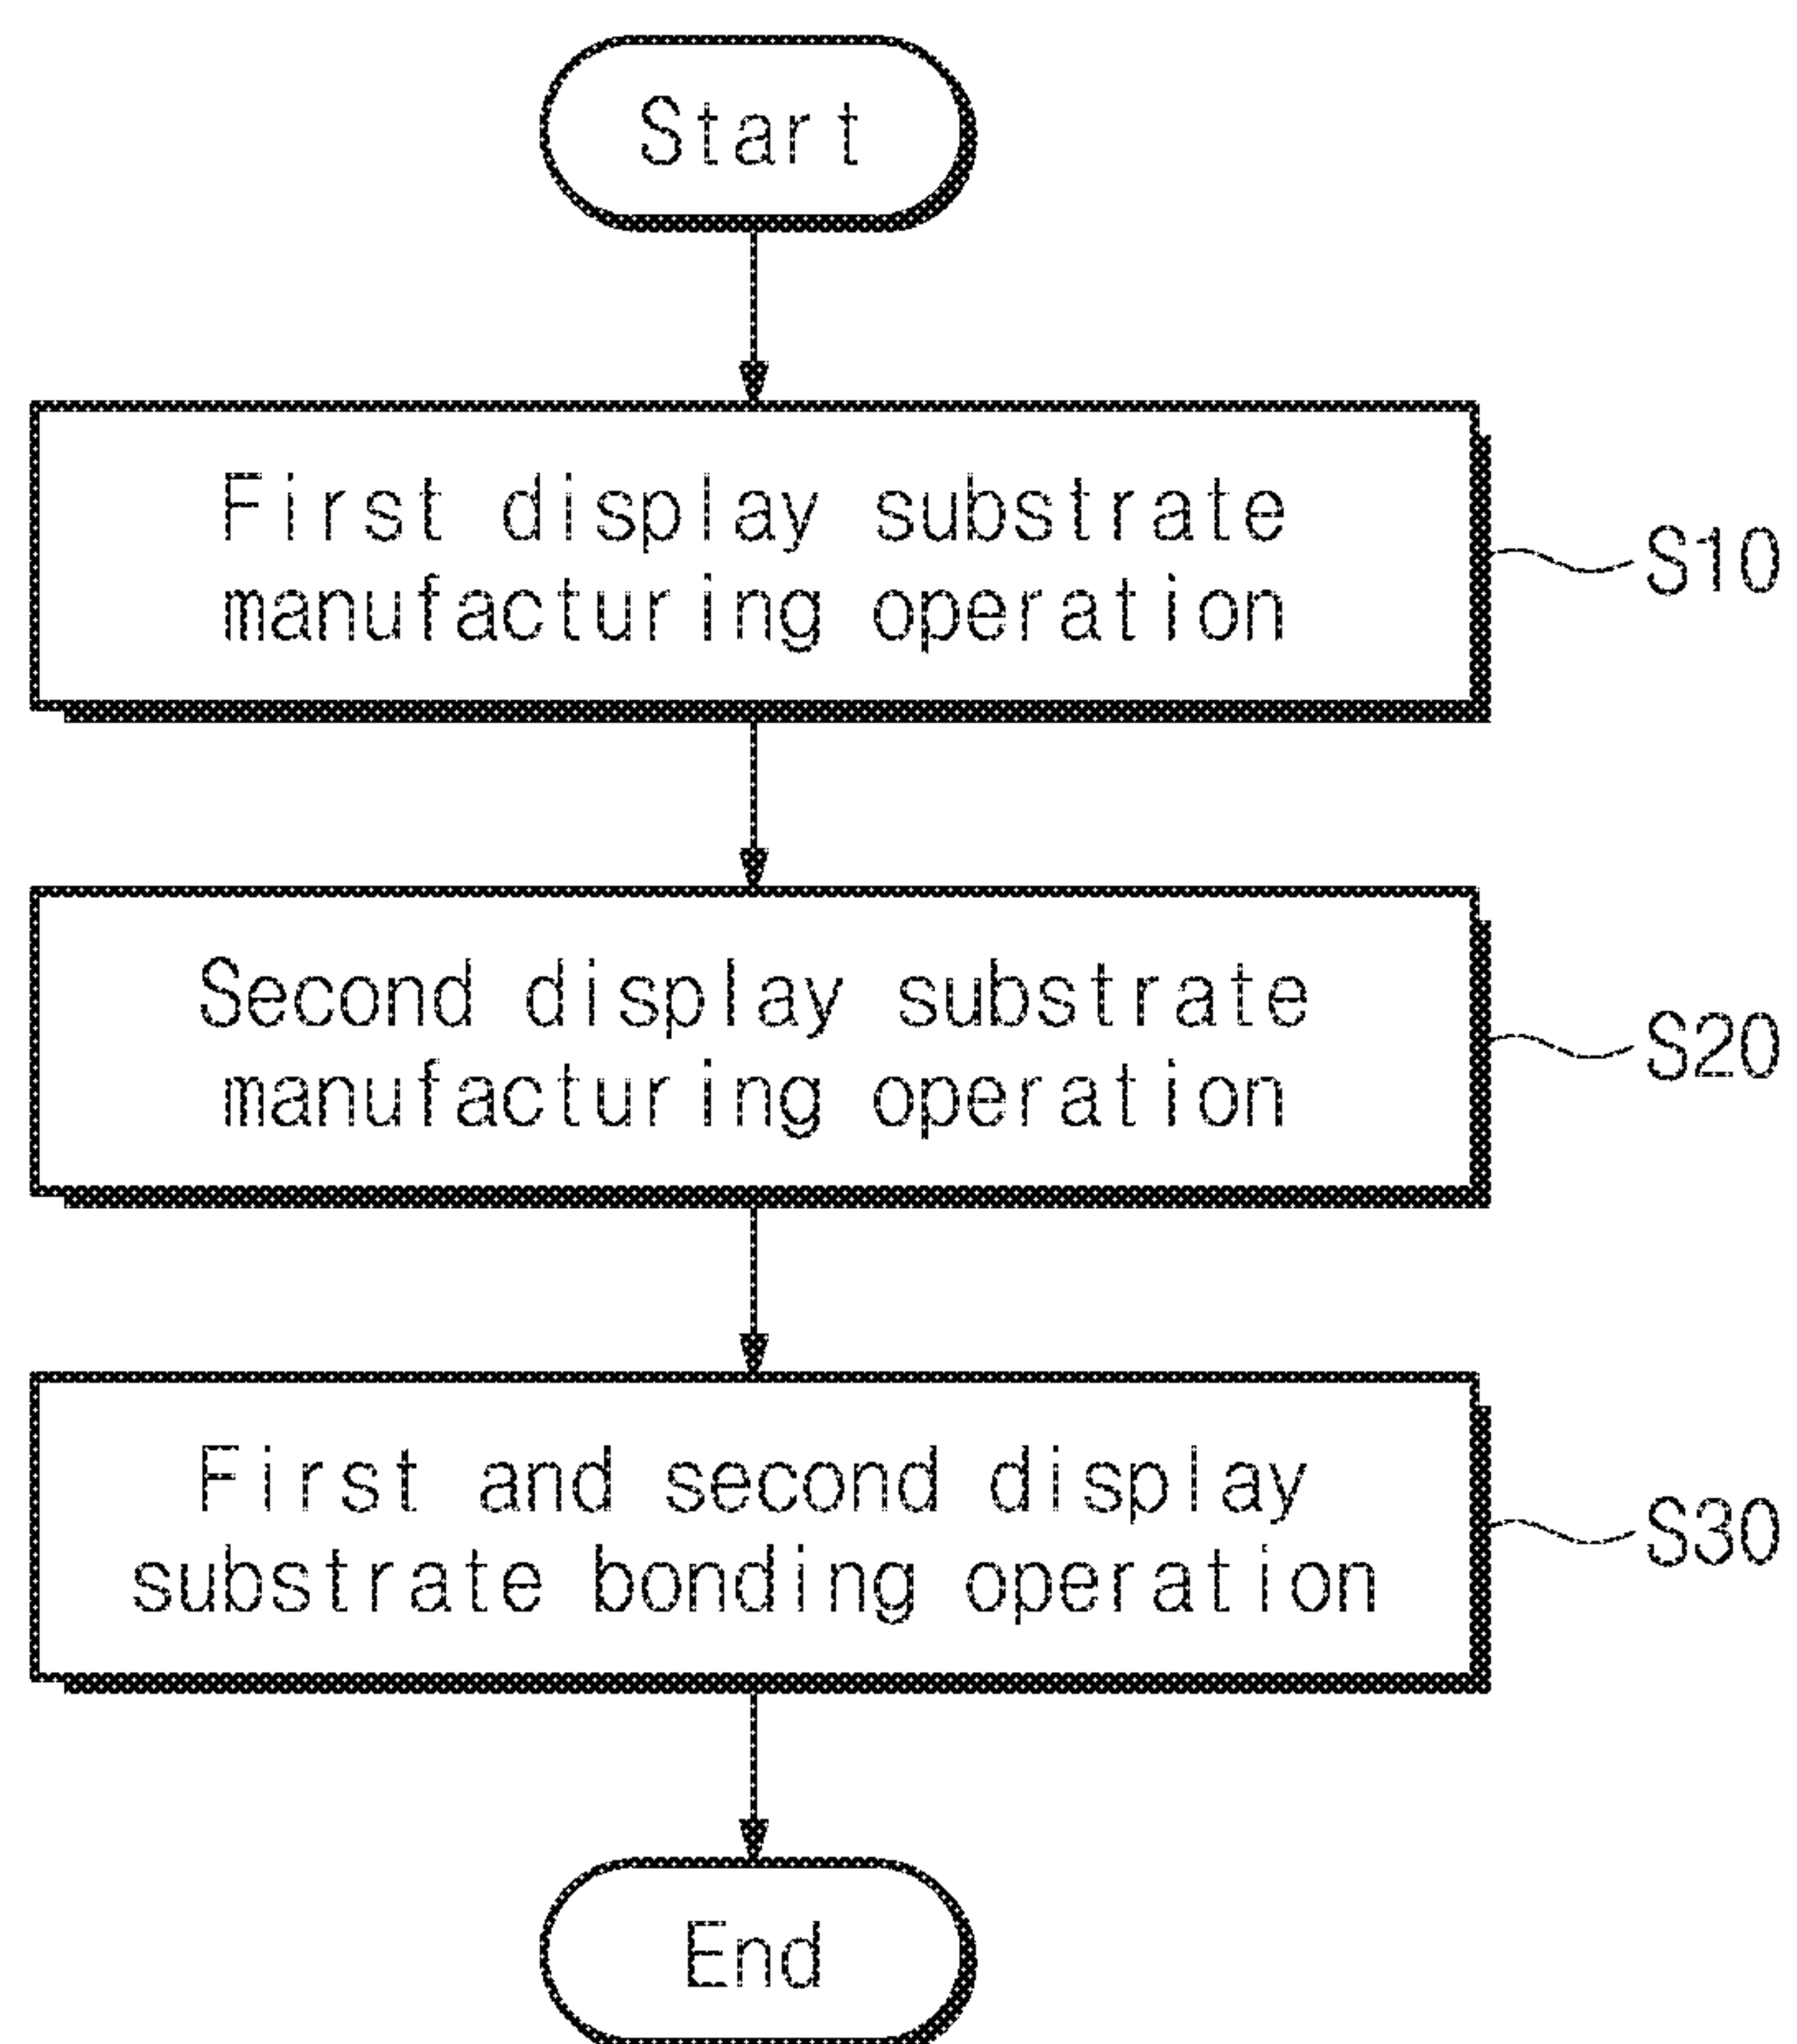 Start
First display substrate
manufacturing operation
S10
Second display substrate
manufacturing operation
S20
First and second display
substrate bonding operation
S30
End